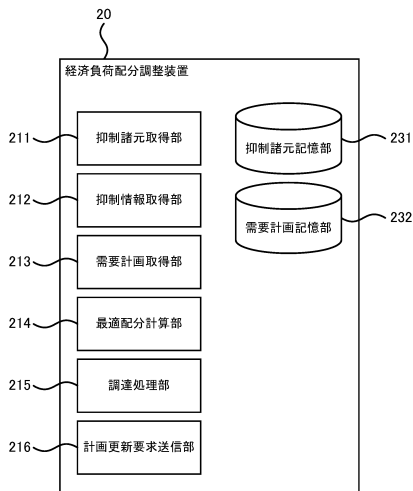 20
経済負荷配分調整装置
211
抑制諸元取得部
231
抑制諸元記憶部
212
抑制情報取得部
232
需要計画記憶部
213
需要計画取得部
214
最適配分計算部
215
調達処理部
216
計画更新要求送信部